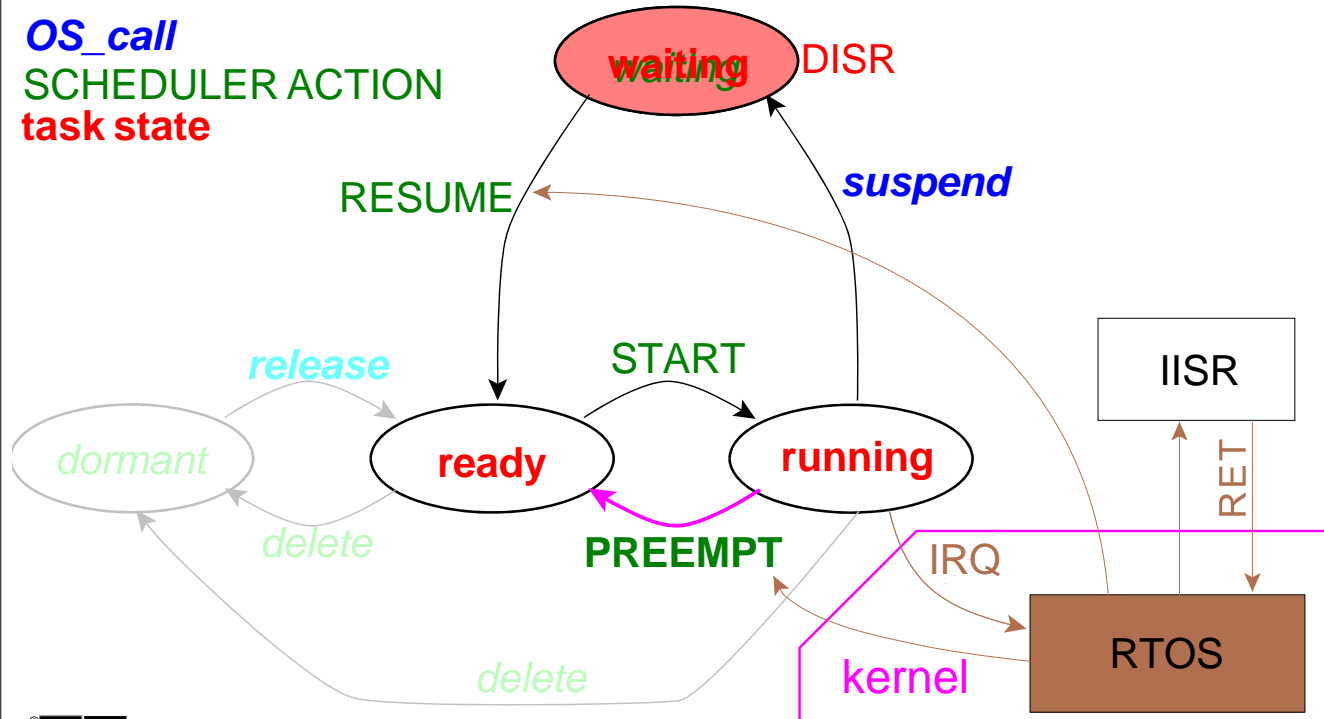 OS_call
SCHEDULER ACTION
task state
waiting
DISR
RESUME
suspend
release
START
IISR
dormant
ready
running
RET
delete
PREEMPT
IRQ
RTOS
kernel
delete